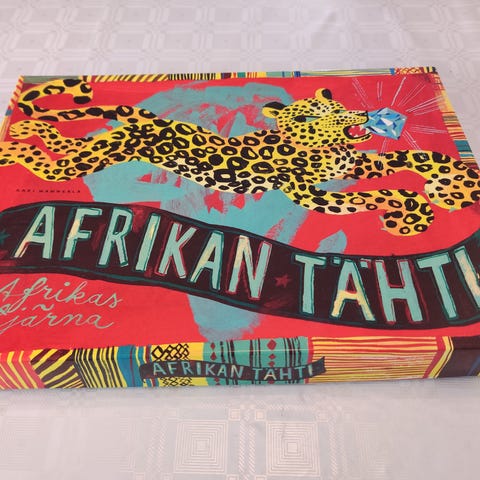 KARI MANNERLA
AFRIKAN TÄHTI
Afrikas
stjärna
AFRIKAN TÄHTI